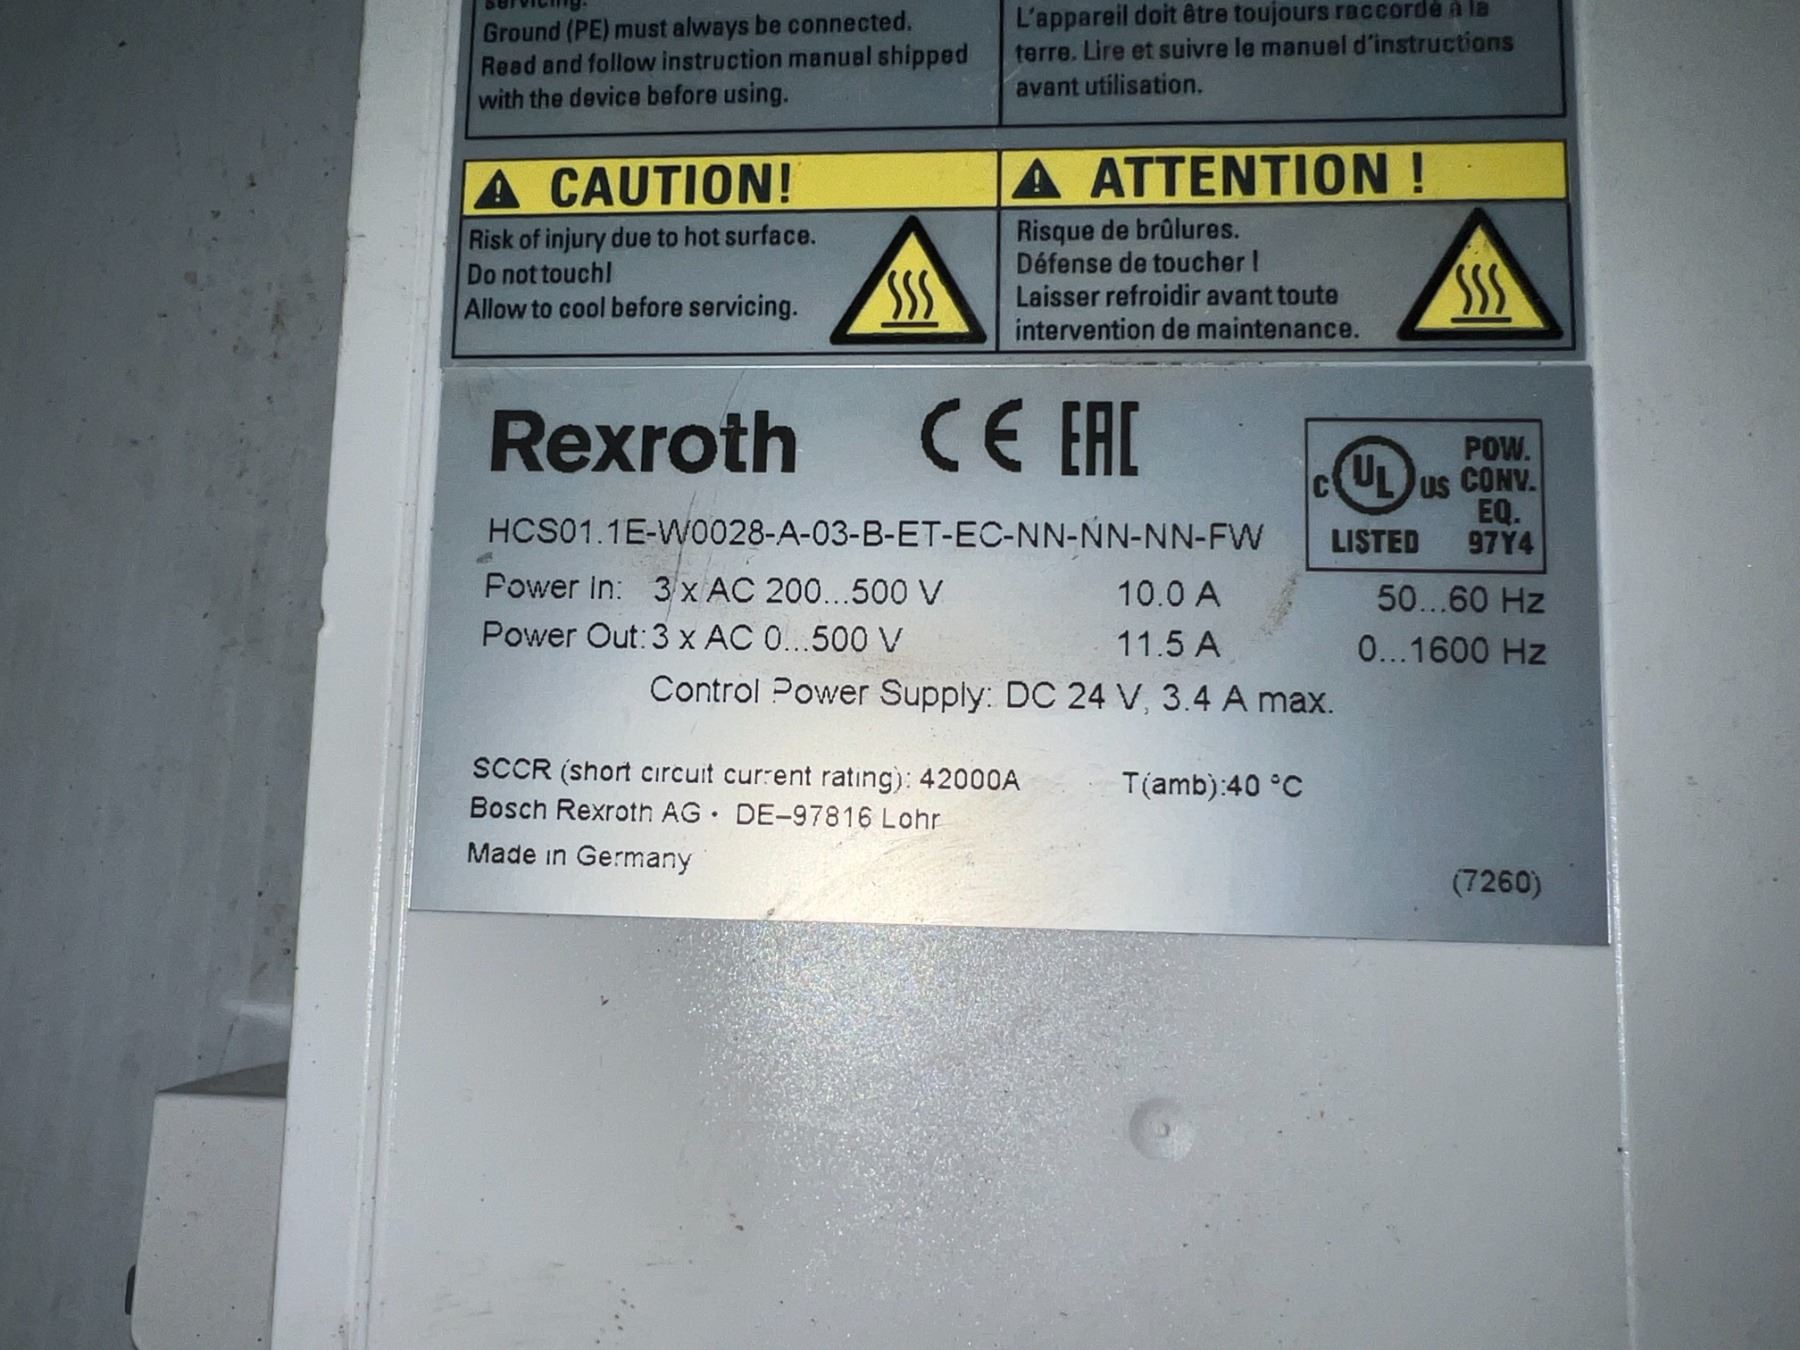 servicing.
Ground (PE) must always be connected.
Read and follow instruction manual shipped
with the device before using.
L'appareil doit être toujours raccordé à la
terre. Lire et suivre le manuel d'instructions
avant utilisation.
CAUTION!
Risk of injury due to hot surface.
Do not touch!
Allow to cool before servicing.
ATTENTION !
Risque de brûlures.
Défense de toucher !
Laisser refroidir avant toute
intervention de maintenance.
Rexroth CE EAC
C UL US LISTED
POW.
CONV.
EQ.
97Y4
HCS01.1E-W0028-A-03-B-ET-EC-NN-NN-NN-FW
Power In: 3 x AC 200...500 V 10.0 A 50...60 Hz
Power Out: 3 x AC 0...500 V 11.5 A 0...1600 Hz
Control Power Supply: DC 24 V, 3.4 A max.
SCCR (short circuit current rating): 42000A T(amb):40 °C
Bosch Rexroth AG • DE–97816 Lohr
Made in Germany
(7260)